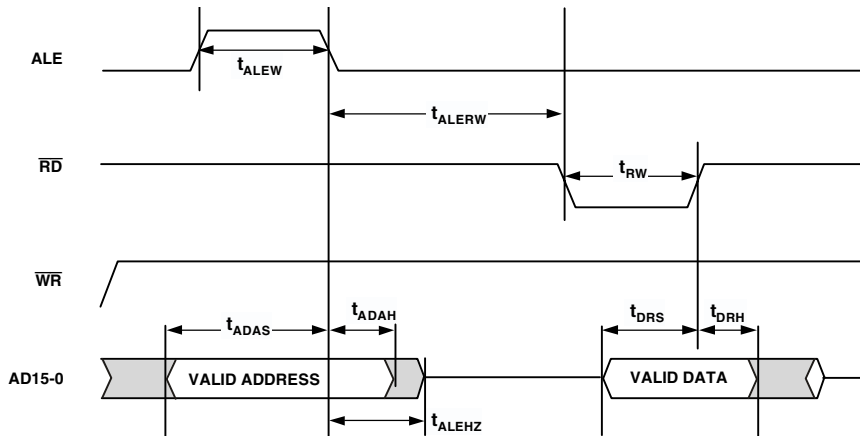 ALE
tALEW
tALERW
RD
tRW
WR
tADAS
tADAH
tDRS
tDRH
AD15-0
VALID ADDRESS
VALID DATA
tALEHZ